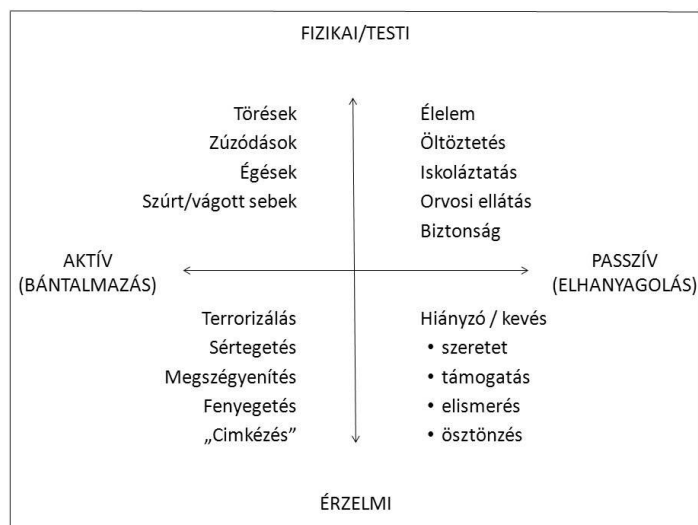 FIZIKAI/TESTI
Törések
Zúzódások
Égések
Szúrt/vágott sebek
Élelem
Öltöztetés
Iskoláztatás
Orvosi ellátás
Biztonság
AKTÍV
(BÁNTALMAZÁS)
PASSZÍV
(ELHANYAGOLÁS)
Terrorizálás
Sértegetés
Megszégyenítés
Fenyegetés
„Cimkézés”
Hiányzó / kevés
• szeretet
• támogatás
• elismerés
• ösztönzés
ÉRZELMI